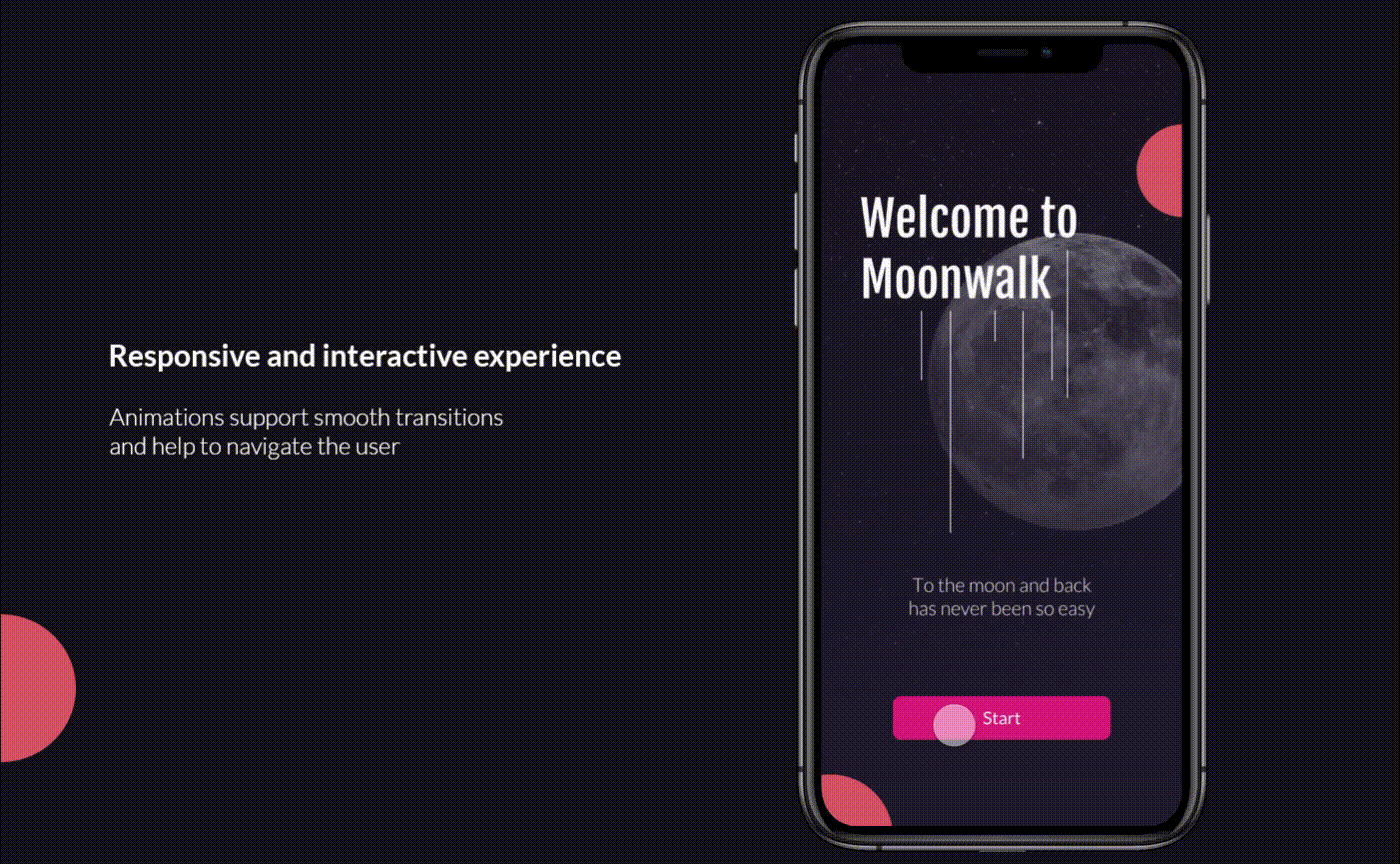 Responsive and interactive experience
Animations support smooth transitions
and help to navigate the user
Welcome to
Moonwalk
To the moon and back
has never been so easy
Start